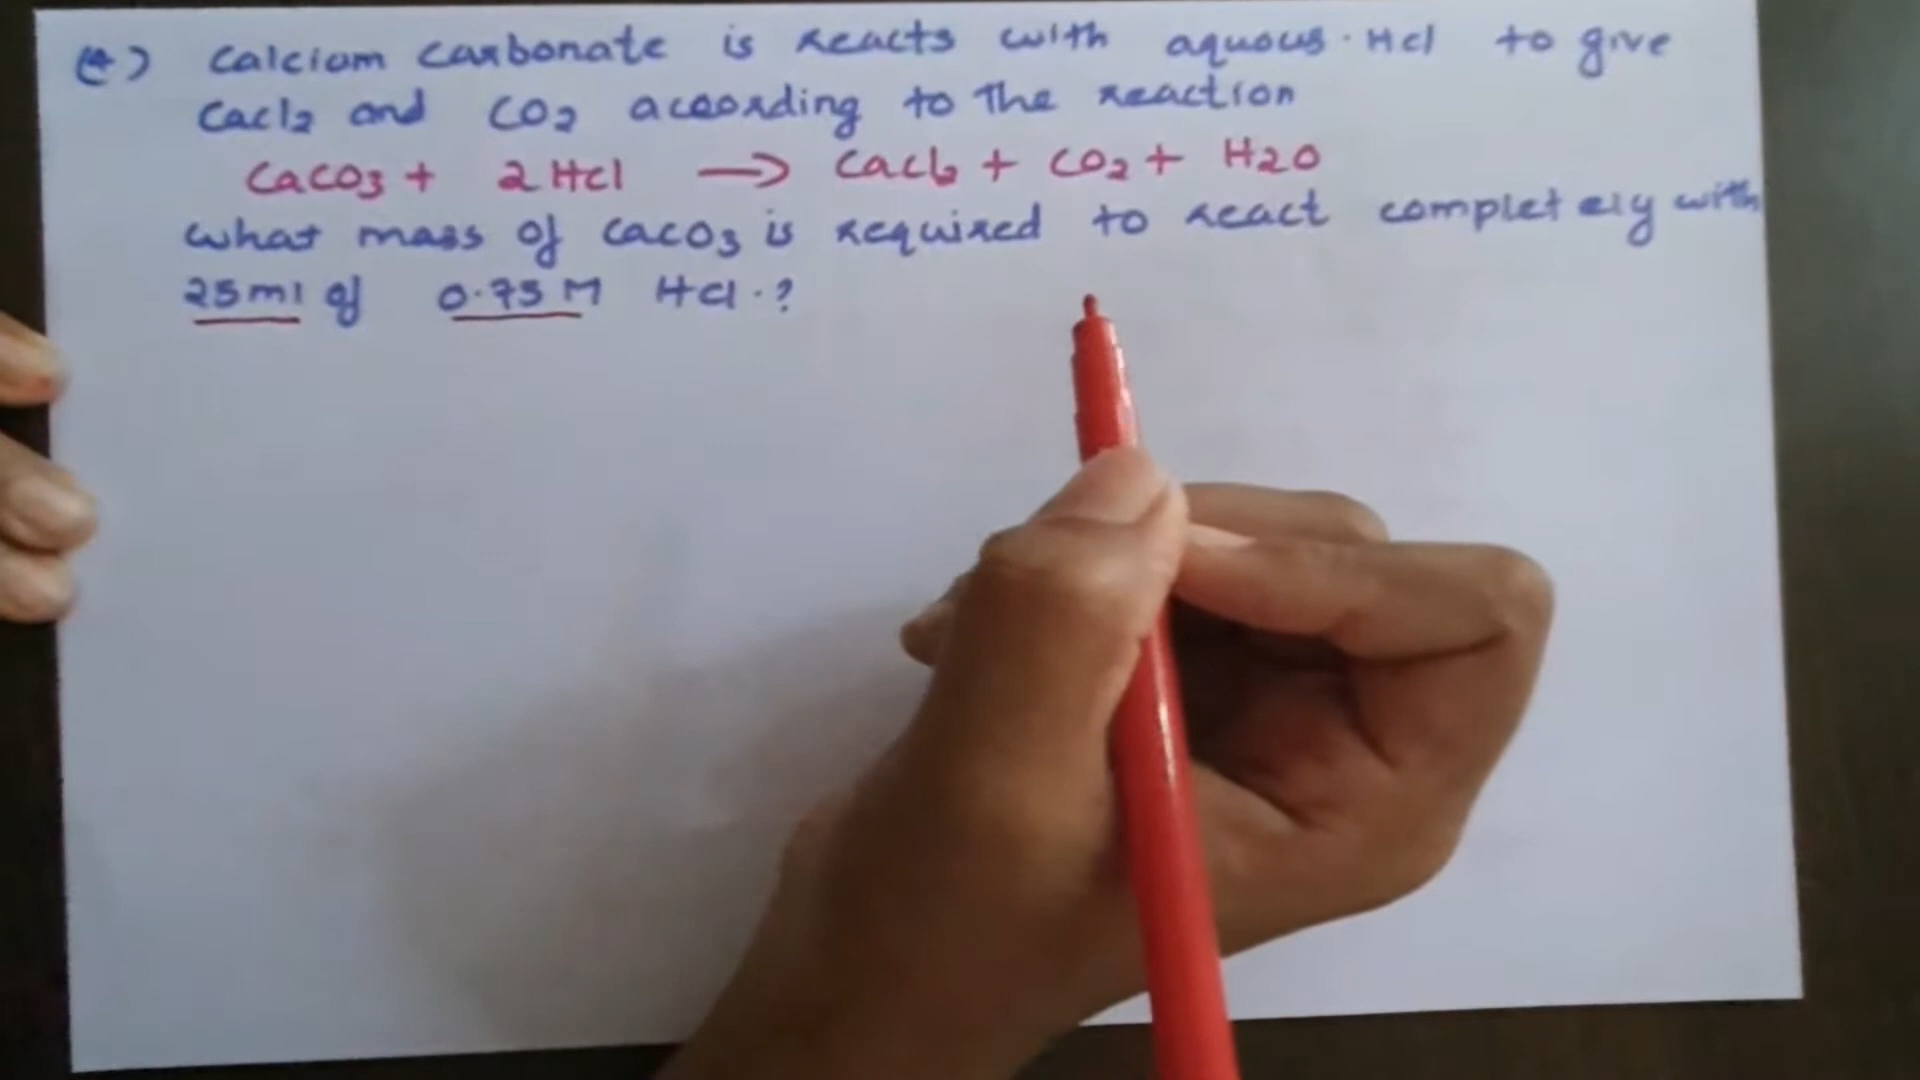 (*) Calcium carbonate is reacts with aquous. Hcl to give
Cacl2 and CO2 according to The reaction
CaCO3 + 2Hcl → CaCl2 + CO2 + H2O
what mass of CaCO3 is required to react completely with
25ml of 0.75M Hcl.?